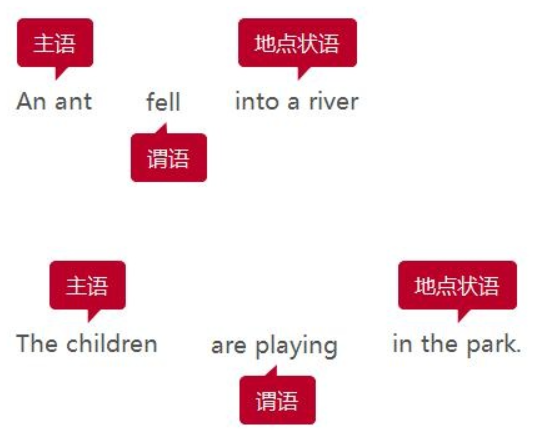 主语 地点状语
An ant fell into a river
谓语
主语 地点状语
The children are playing in the park.
谓语